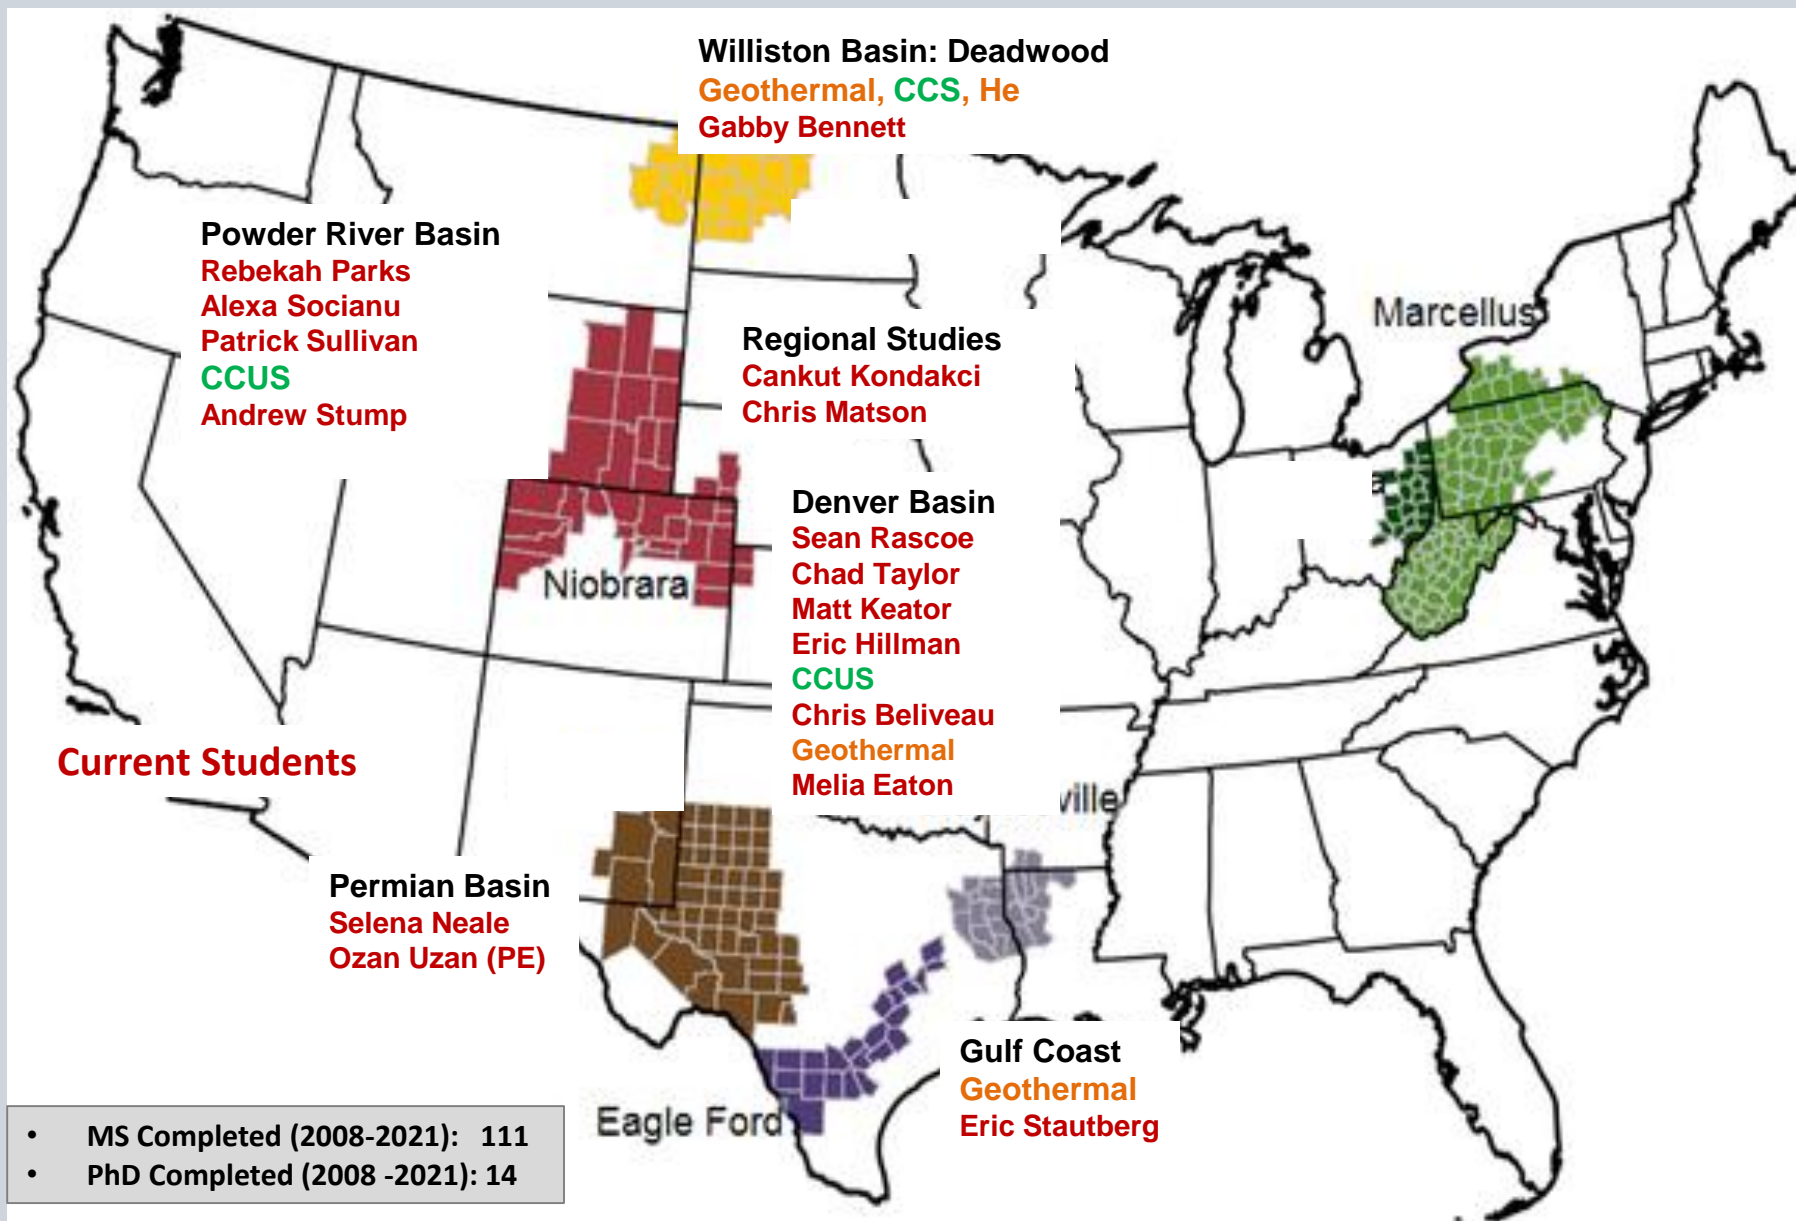 Williston Basin: Deadwood
Geothermal, CCS, He
Gabby Bennett
Powder River Basin
Rebekah Parks
Alexa Socianu
Patrick Sullivan
CCUS
Andrew Stump
Marcellus
Regional Studies
Cankut Kondakci
Chris Matson
Niobrara
Denver Basin
Sean Rascoe
Chad Taylor
Matt Keator
Eric Hillman
CCUS
Chris Beliveau
Geothermal
Melia Eaton
Current Students
ville
Permian Basin
Selena Neale
Ozan Uzan (PE)
Eagle Ford
Gulf Coast
Geothermal
Eric Stautberg
• MS Completed (2008-2021): 111
• PhD Completed (2008 -2021): 14